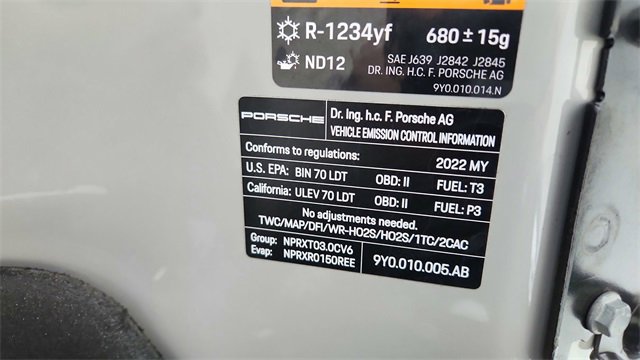 R-1234yf 680 ± 15g
ND12 SAE J639 J2842 J2845
DR. ING. H.C. F. PORSCHE AG
9Y0.010.014.N
PORSCHE Dr. Ing. h.c. F. Porsche AG
VEHICLE EMISSION CONTROL INFORMATION
Conforms to regulations: 2022 MY
U.S. EPA: BIN 70 LDT OBD: II FUEL: T3
California: ULEV 70 LDT OBD: II FUEL: P3
No adjustments needed.
TWC/MAP/DFI/WR-HO2S/HO2S/1TC/2CAC
Group: NPRXT03.0CV6
Evap: NPRXR0150REE 9Y0.010.005.AB